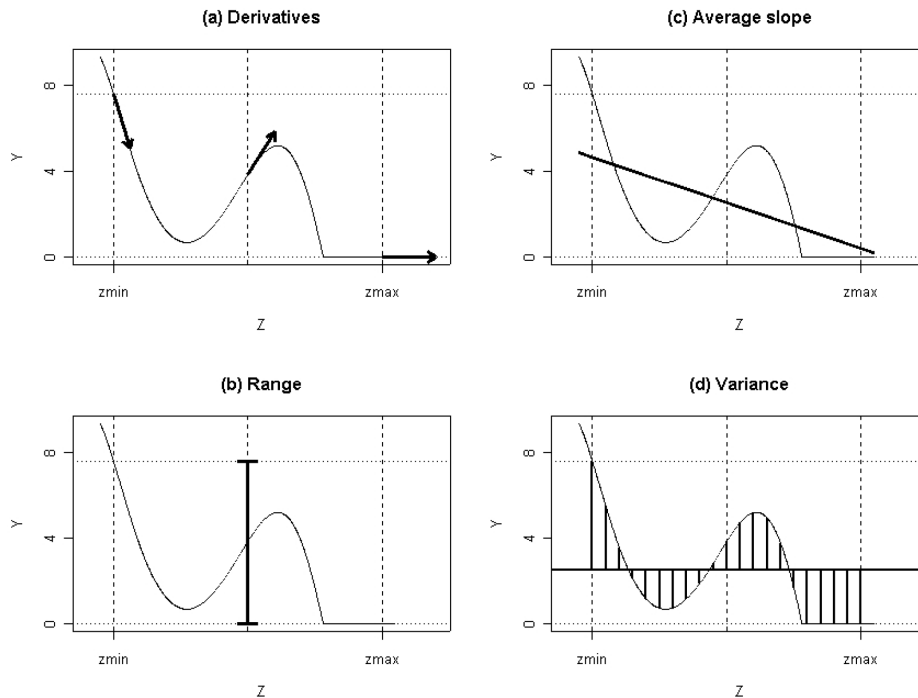 (a) Derivatives
Y
8
4
0
zmin
zmax
Z
(c) Average slope
Y
8
4
0
zmin
zmax
Z
(b) Range
Y
8
4
0
zmin
zmax
Z
(d) Variance
Y
8
4
0
zmin
zmax
Z